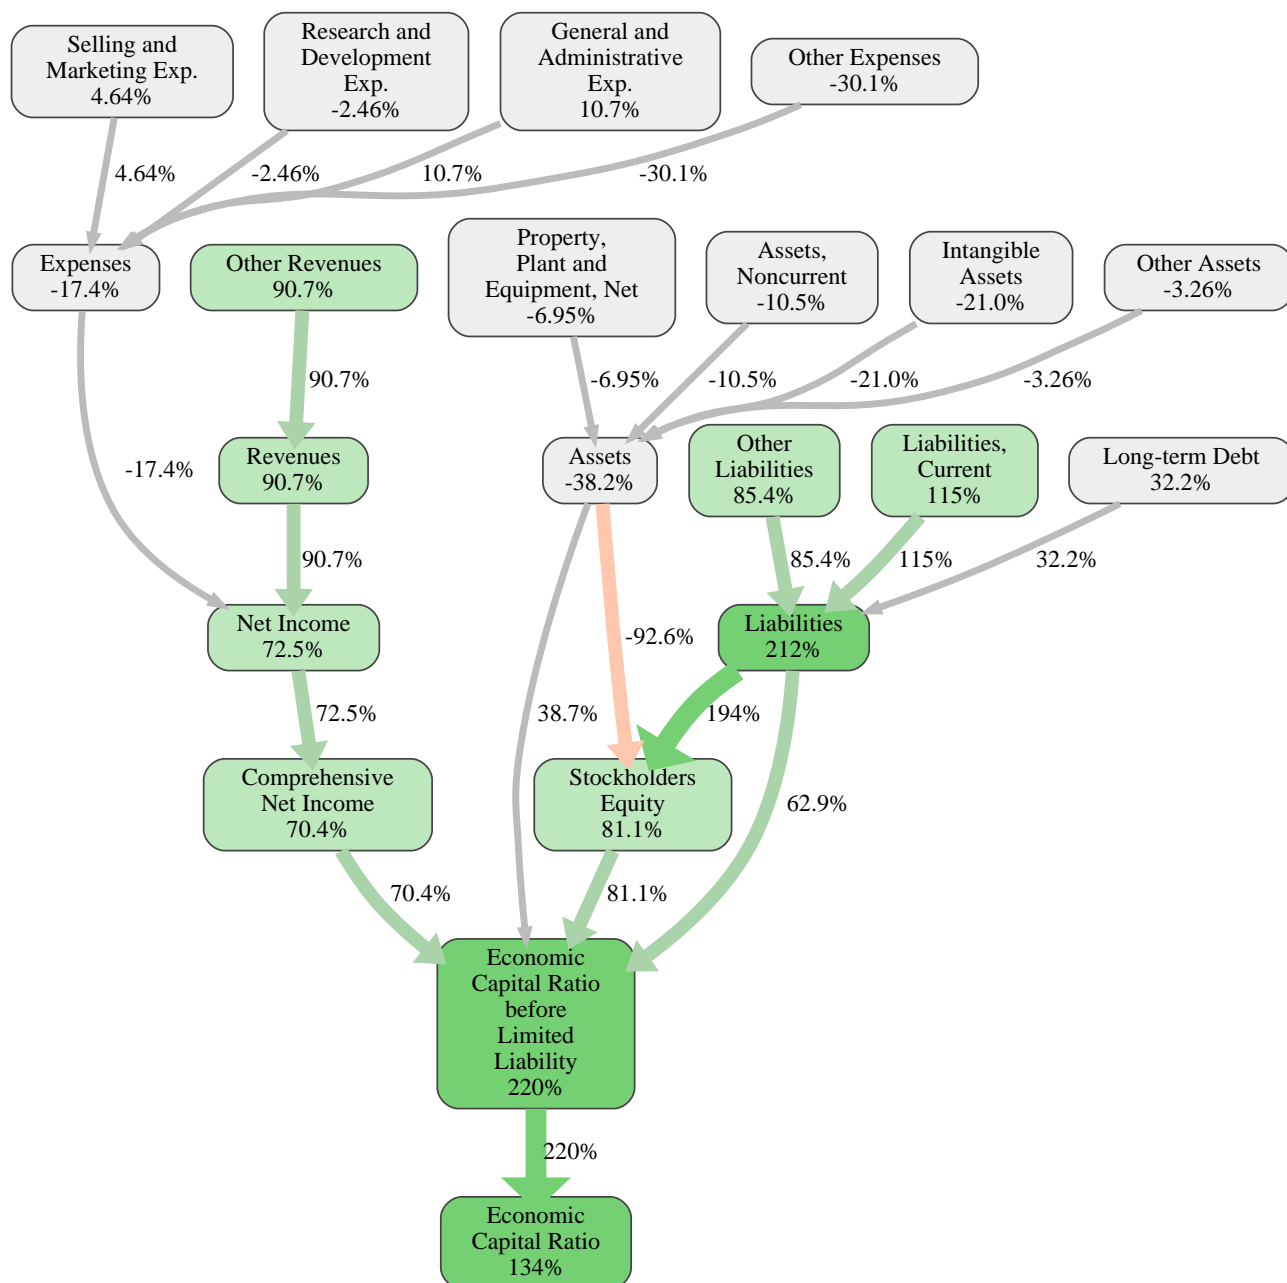 Selling and
Marketing Exp.
4.64%
Research and
Development
Exp.
-2.46%
General and
Administrative
Exp.
10.7%
Other Expenses
-30.1%
4.64%
-2.46%
10.7%
-30.1%
Expenses
-17.4%
Other Revenues
90.7%
Property,
Plant and
Equipment, Net
-6.95%
Assets,
Noncurrent
-10.5%
Intangible
Assets
-21.0%
Other Assets
-3.26%
90.7%
-6.95%
-10.5%
-21.0%
-3.26%
-17.4%
Revenues
90.7%
Assets
-38.2%
Other
Liabilities
85.4%
Liabilities,
Current
115%
Long-term Debt
32.2%
90.7%
85.4%
115%
32.2%
Net Income
72.5%
-92.6%
Liabilities
212%
72.5%
38.7%
194%
Comprehensive
Net Income
70.4%
Stockholders
Equity
81.1%
62.9%
70.4%
81.1%
Economic
Capital Ratio
before
Limited
Liability
220%
220%
Economic
Capital Ratio
134%